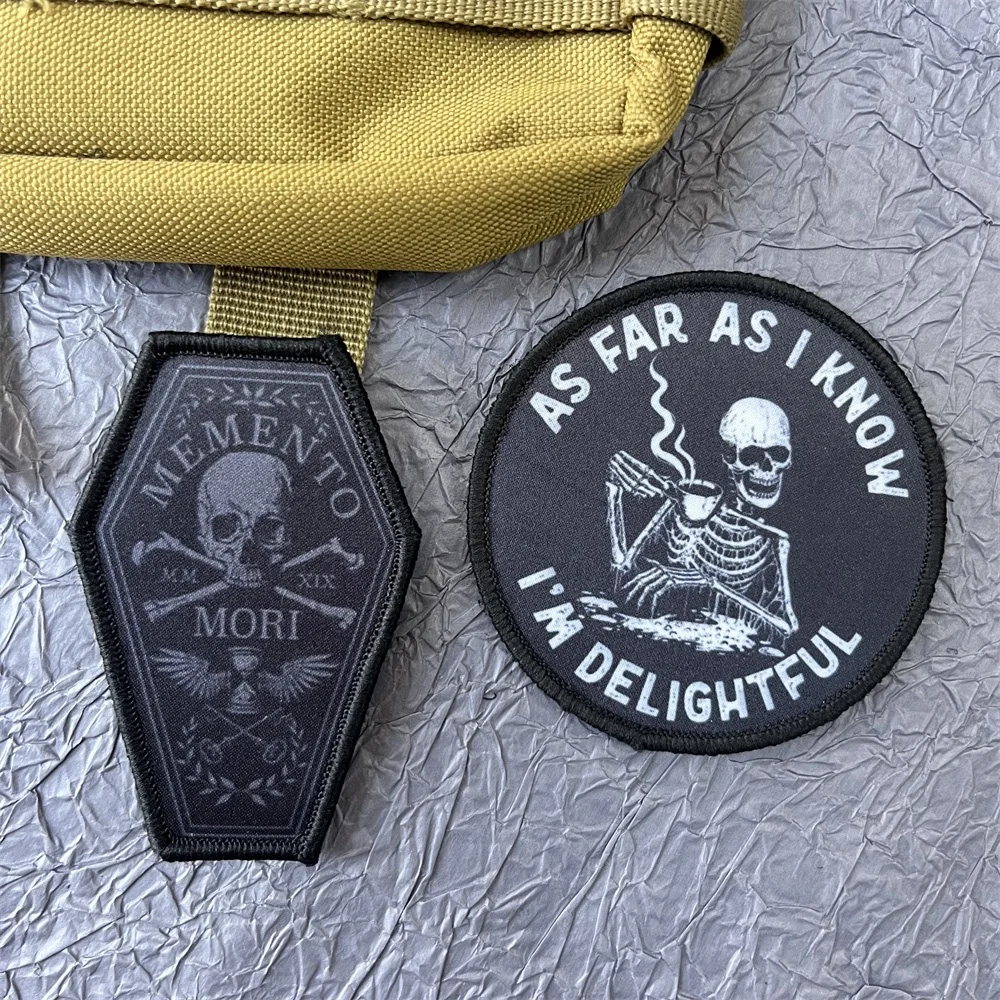 MEMENTO
MM XIX
MORI
AS FAR AS I KNOW
I'M DELIGHTFUL